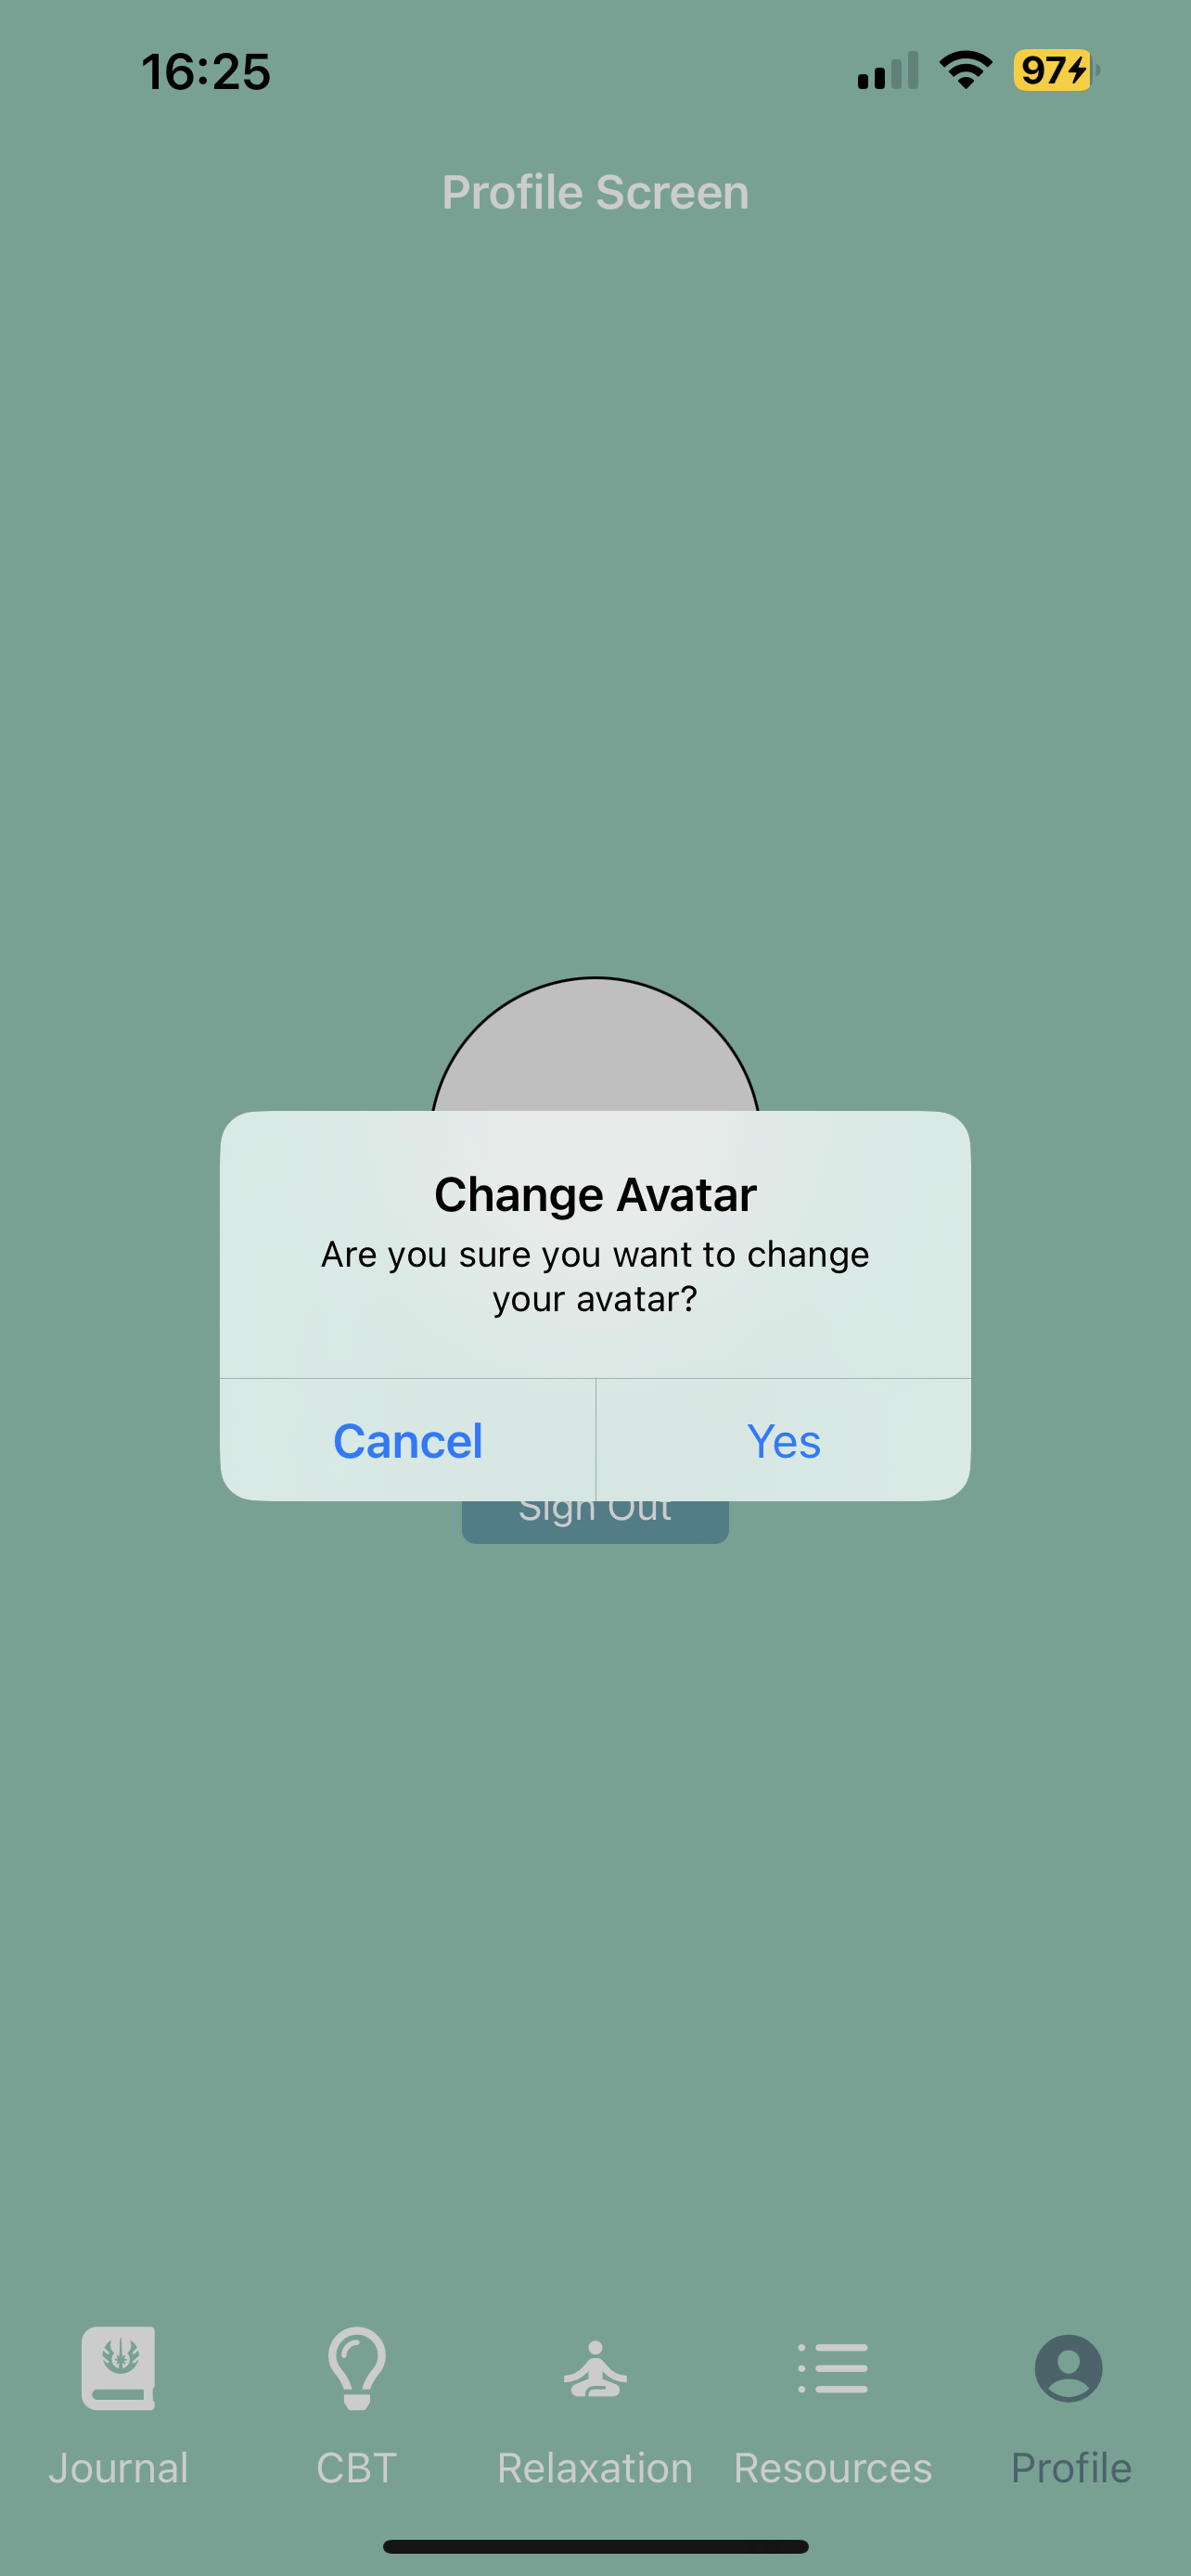 16:25
97
Profile Screen
Change Avatar
Are you sure you want to change
your avatar?
Cancel
Yes
Sign Out
Journal
CBT
Relaxation
Resources
Profile